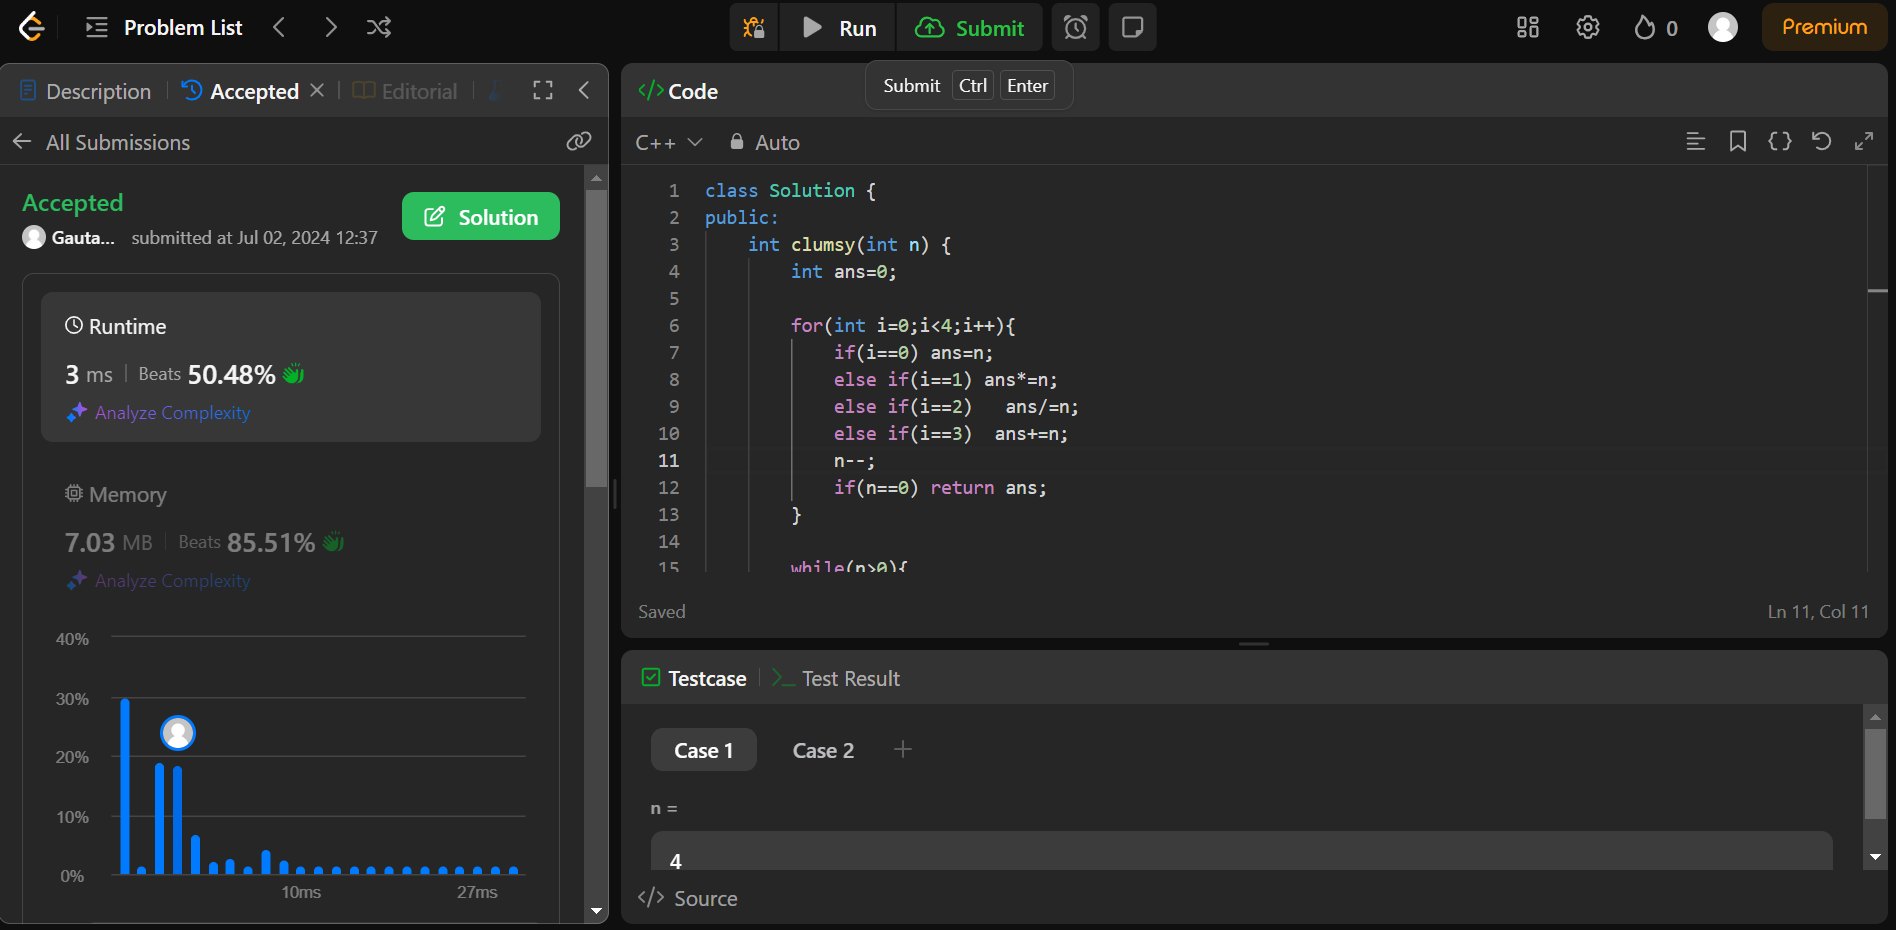 Problem List
Run
Submit
0
Premium
Description
Accepted
Editorial
Submit Ctrl Enter
All Submissions
Accepted
Gauta... submitted at Jul 02, 2024 12:37
Solution
Runtime
3 ms | Beats 50.48%
Analyze Complexity
Memory
7.03 MB | Beats 85.51%
Analyze Complexity
40%
30%
20%
10%
0%
10ms 27ms
</> Code
C++ Auto
1 class Solution {
2 public:
3 int clumsy(int n) {
4 int ans=0;
5
6 for(int i=0;i<4;i++){
7 if(i==0) ans=n;
8 else if(i==1) ans*=n;
9 else if(i==2)   ans/=n;
10 else if(i==3)  ans+=n;
11 n--;
12 if(n==0) return ans;
13 }
14
15 while(n>0){
Saved
Ln 11, Col 11
Testcase
Test Result
Case 1 Case 2 +
n =
4
</> Source